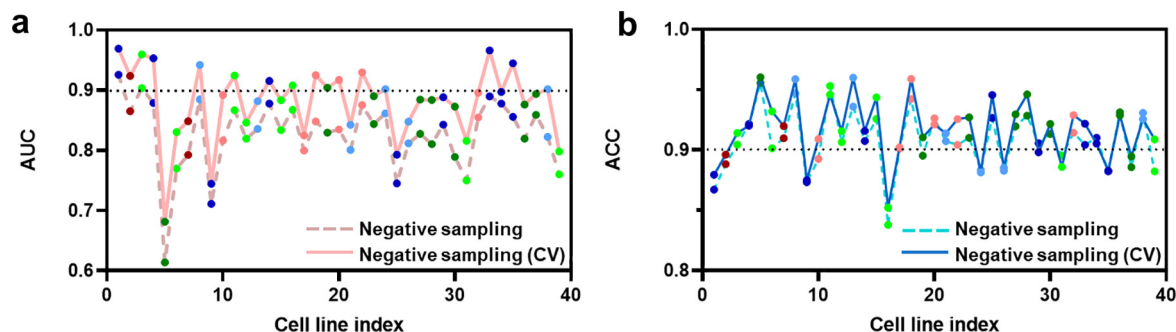 a
1.0
0.9
0.8
0.7
0.6
AUC
0
10
20
30
40
Cell line index
Negative sampling
Negative sampling (CV)
b
1.0
0.9
0.8
ACC
0
10
20
30
40
Cell line index
Negative sampling
Negative sampling (CV)